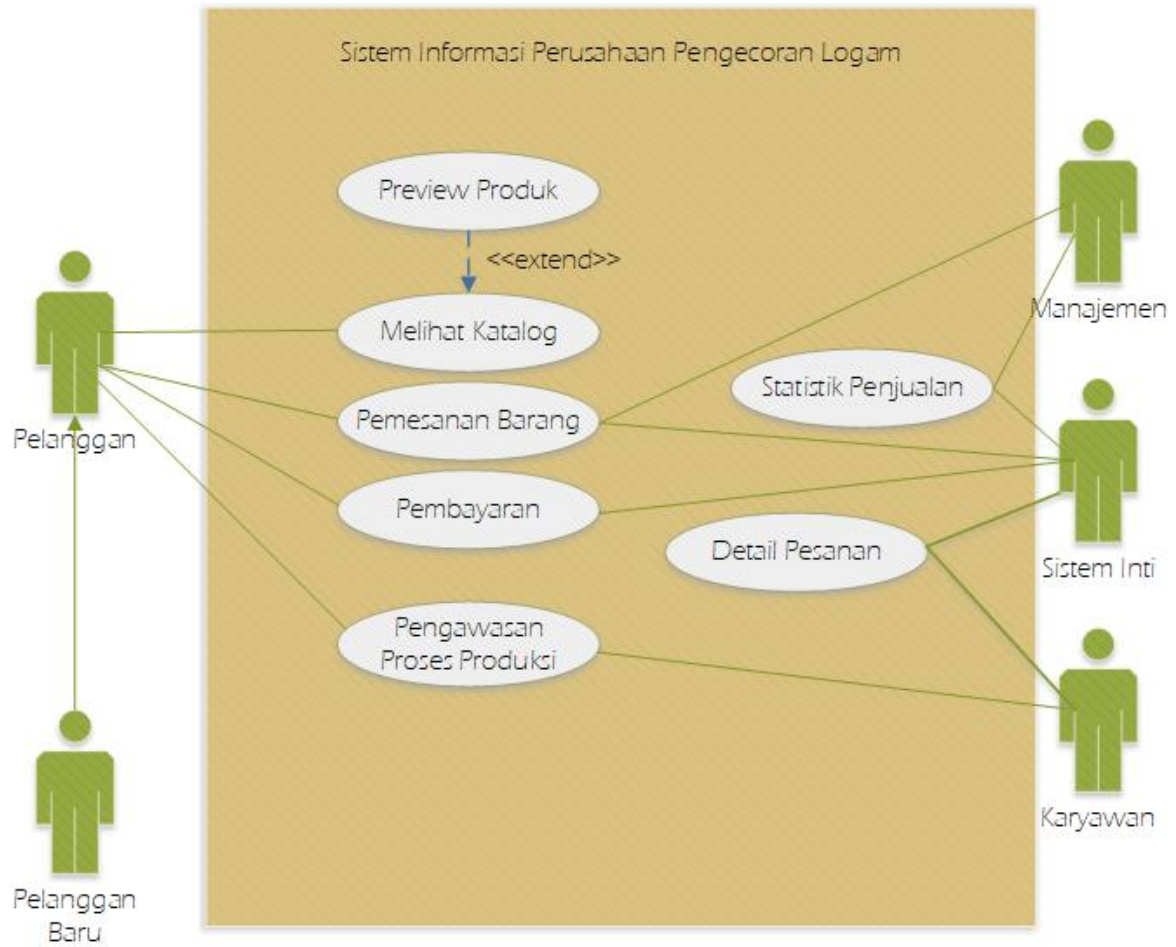 Sistem Informasi Perusahaan Pengecoran Logam
Preview Produk
<<extend>>
Melihat Katalog
Manajemen
Statistik Penjualan
Pemesanan Barang
Pelanggan
Pembayaran
Detail Pesanan
Sistem Inti
Pengawasan
Proses Produksi
Karyawan
Pelanggan
Baru